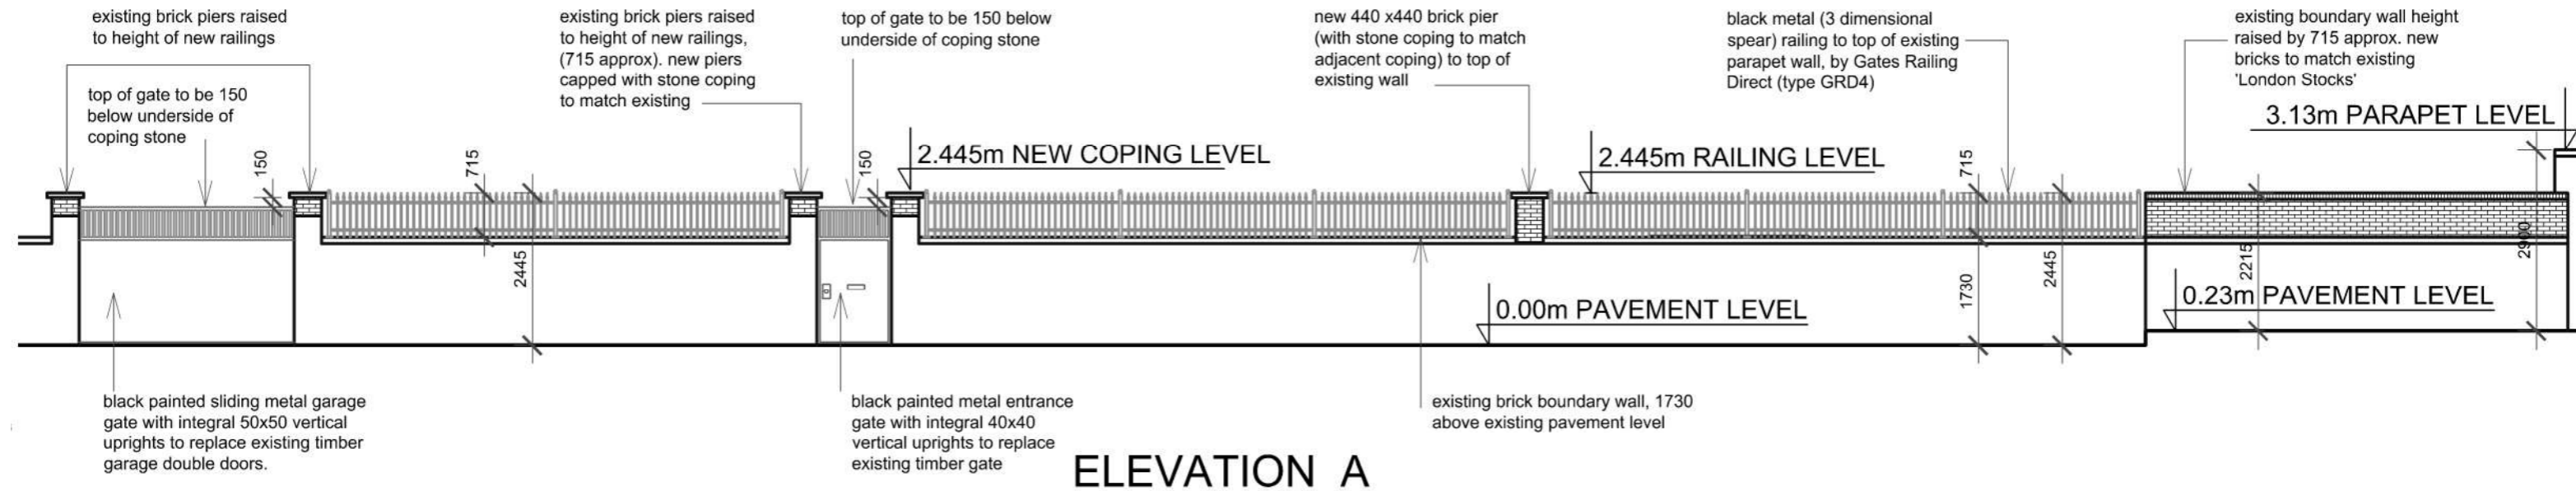 existing brick piers raised
to height of new railings
top of gate to be 150
below underside of
coping stone
existing brick piers raised
to height of new railings,
(715 approx). new piers
capped with stone coping
to match existing
top of gate to be 150 below
underside of coping stone
new 440 x440 brick pier
(with stone coping to match
adjacent coping) to top of
existing wall
black metal (3 dimensional
spear) railing to top of existing
parapet wall, by Gates Railing
Direct (type GRD4)
existing boundary wall height
raised by 715 approx. new
bricks to match existing
'London Stocks'
3.13m PARAPET LEVEL
150
715
2445
150
2.445m NEW COPING LEVEL
2.445m RAILING LEVEL
715
1730
2445
2215
2900
0.00m PAVEMENT LEVEL
0.23m PAVEMENT LEVEL
black painted sliding metal garage
gate with integral 50x50 vertical
uprights to replace existing timber
garage double doors.
black painted metal entrance
gate with integral 40x40
vertical uprights to replace
existing timber gate
existing brick boundary wall, 1730
above existing pavement level
ELEVATION A